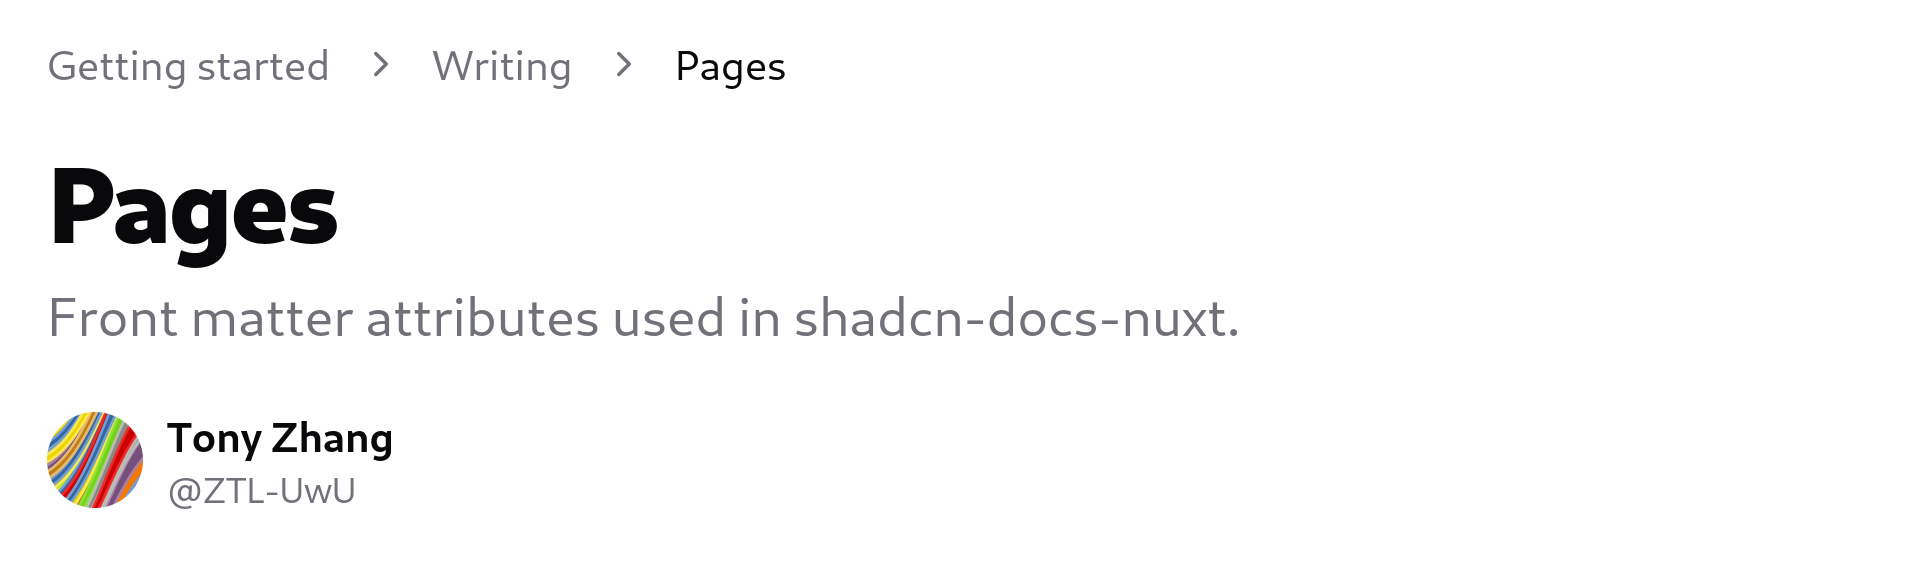 Getting started > Writing > Pages
Pages
Front matter attributes used in shadcn-docs-nuxt.
Tony Zhang
@ZTL-UwU